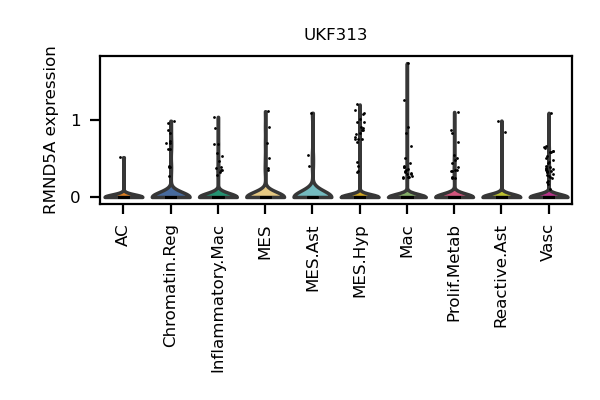 UKF313
RMND5A expression
1
0
AC
Chromatin.Reg
Inflammatory.Mac
MES
MES.Ast
MES.Hyp
Mac
Prolif.Metab
Reactive.Ast
Vasc